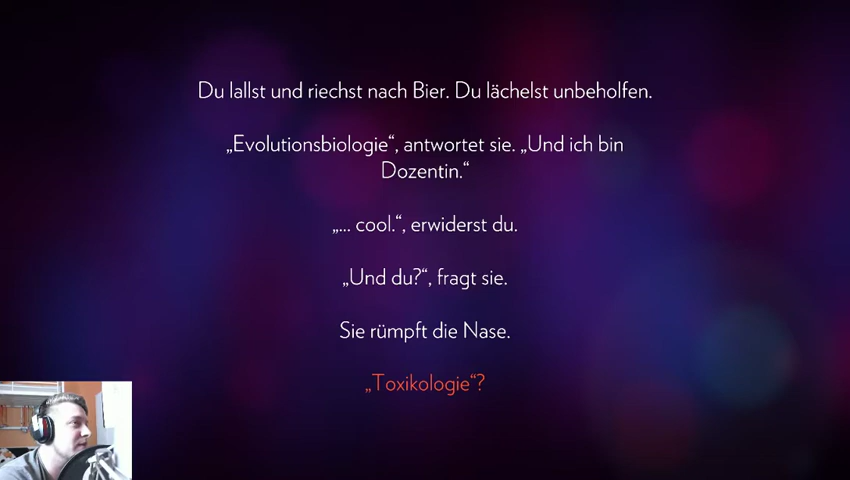 Du lallst und riechst nach Bier. Du lächelst unbeholfen.
„Evolutionsbiologie“, antwortet sie. „Und ich bin
Dozentin.“
„... cool.“, erwiderst du.
„Und du?“, fragt sie.
Sie rümpft die Nase.
„Toxikologie“?